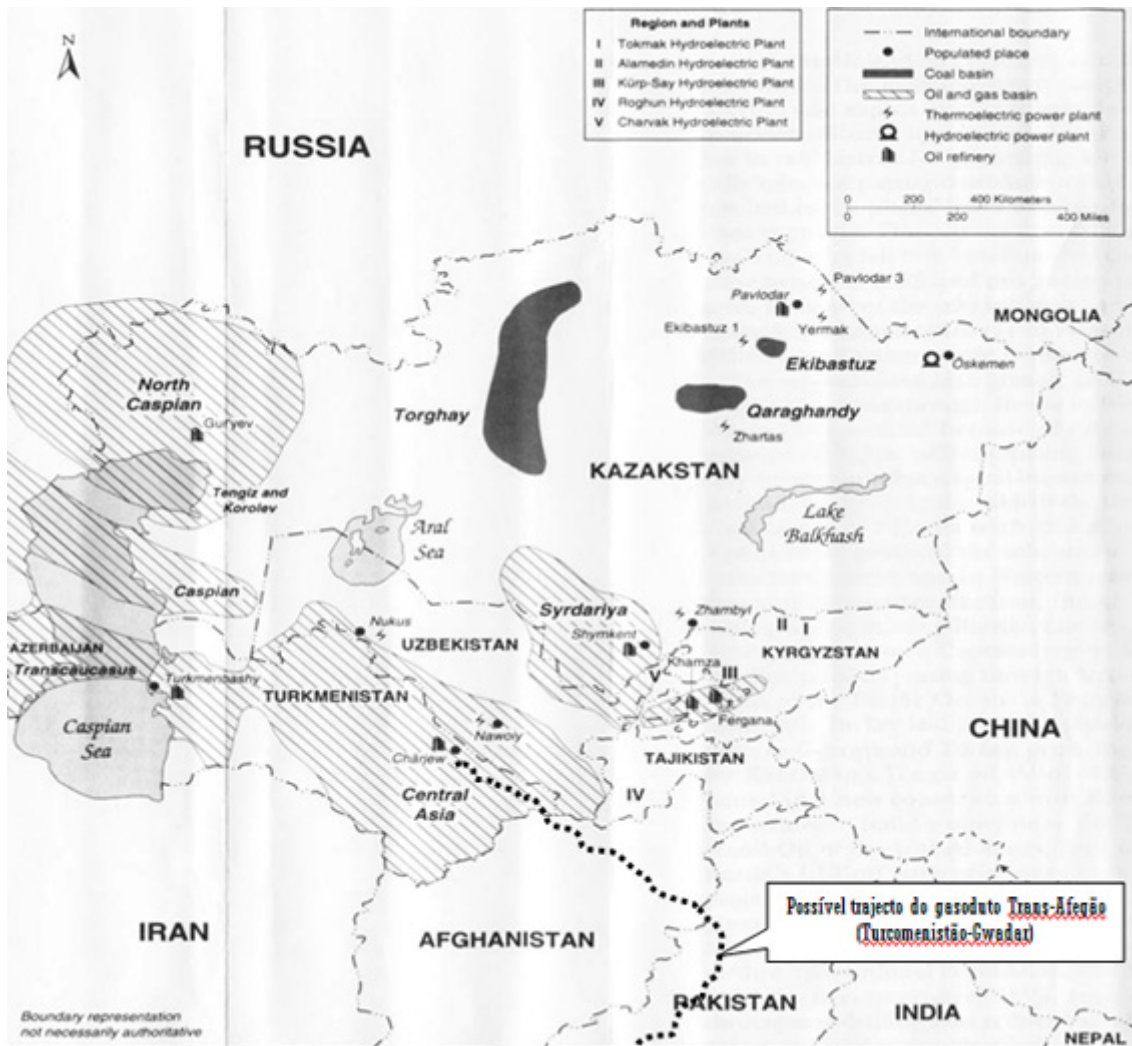 N
Region and Plants
I Tokmak Hydroelectric Plant
II Alamedin Hydroelectric Plant
III Kürp-Say Hydroelectric Plant
IV Roghun Hydroelectric Plant
V Charvak Hydroelectric Plant
International boundary
Populated place
Coal basin
Oil and gas basin
Thermoelectric power plant
Hydroelectric power plant
Oil refinery
0 200 400 Kilometers
0 200 400 Miles
RUSSIA
Pavlodar 3
Pavlodar
Yermak
MONGOLIA
Ekibastuz 1
Ekibastuz
Öskemen
North
Caspian
Gur'yev
Torghay
Qaraghandy
Zhartas
KAZAKSTAN
Tengiz and
Korolev
Aral
Sea
Lake
Balkhash
Caspian
Syrdariya
Zhambyl
II I
Nukus
UZBEKISTAN
Shymkent
KYRGYZSTAN
AZERBAIJAN
Transcaucasus
Turkmenbashy
TURKMENISTAN
Khamza
V
III
Fergana
Caspian
Sea
Nawoiy
CHINA
Chärjew
TAJIKISTAN
Central
Asia
IV
Possível trajecto do gasoduto Trans-Afegão
(Turcomenistão-Gwadar)
IRAN
AFGHANISTAN
PAKISTAN
INDIA
NEPAL
Boundary representation
not necessarily authoritative